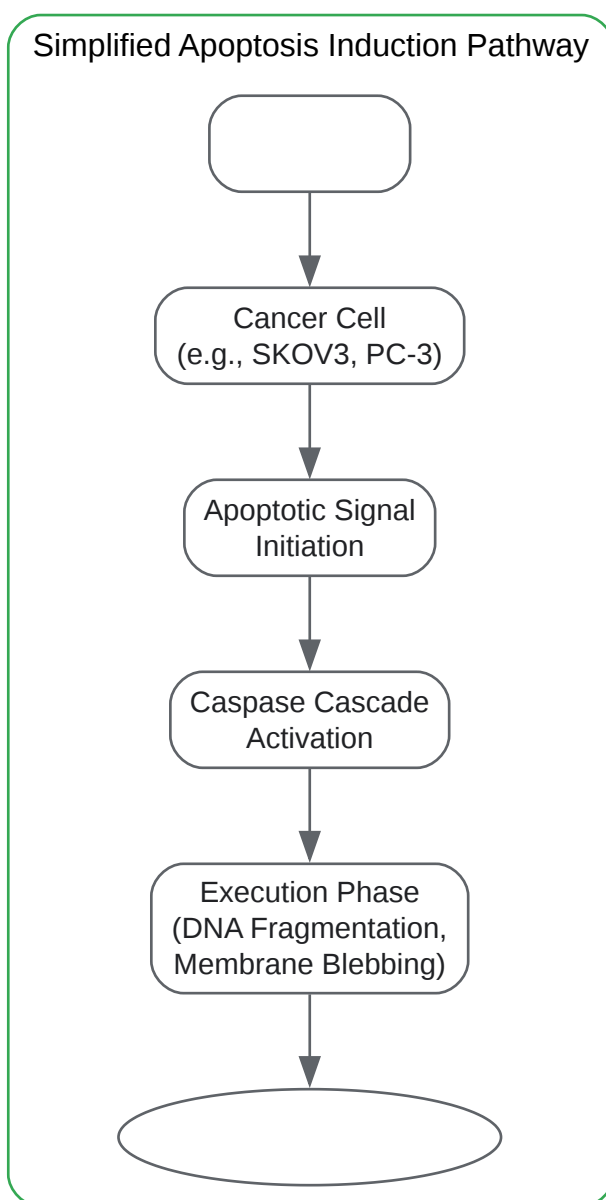 Simplified Apoptosis Induction Pathway
Cancer Cell
(e.g., SKOV3, PC-3)
Apoptotic Signal
Initiation
Caspase Cascade
Activation
Execution Phase
(DNA Fragmentation,
Membrane Blebbing)